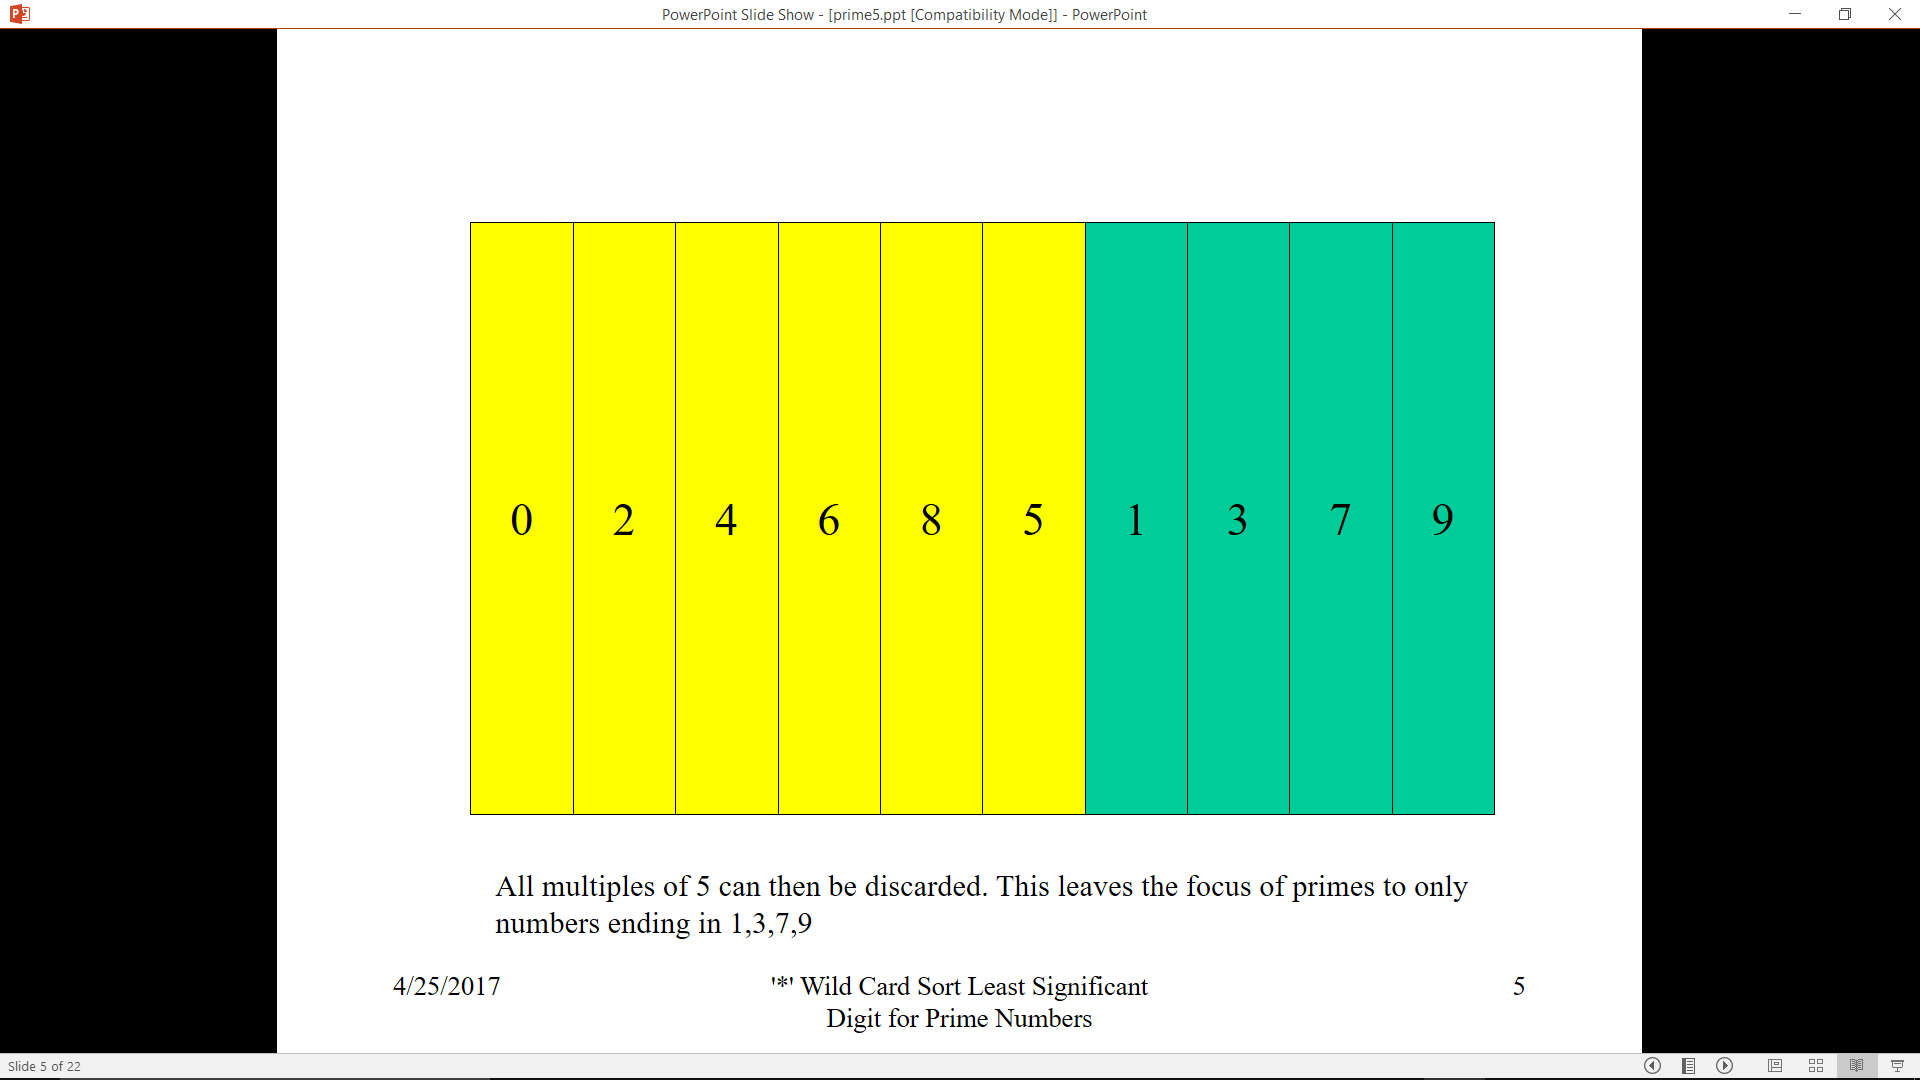 PowerPoint Slide Show - [prime5.ppt [Compatibility Mode]] - PowerPoint
0 2 4 6 8 5 1 3 7 9
All multiples of 5 can then be discarded. This leaves the focus of primes to only
numbers ending in 1,3,7,9
4/25/2017
'*' Wild Card Sort Least Significant
Digit for Prime Numbers
5
Slide 5 of 22